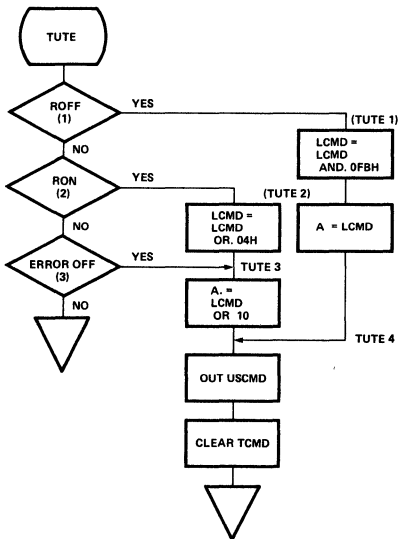 TUTE
ROFF
(1)
YES
NO
(TUTE 1)
LCMD =
LCMD
AND. 0FBH
RON
(2)
YES
NO
(TUTE 2)
LCMD =
LCMD
OR. 04H
A = LCMD
ERROR OFF
(3)
YES
NO
TUTE 3
A. =
LCMD
OR 10
TUTE 4
OUT USCMD
CLEAR TCMD